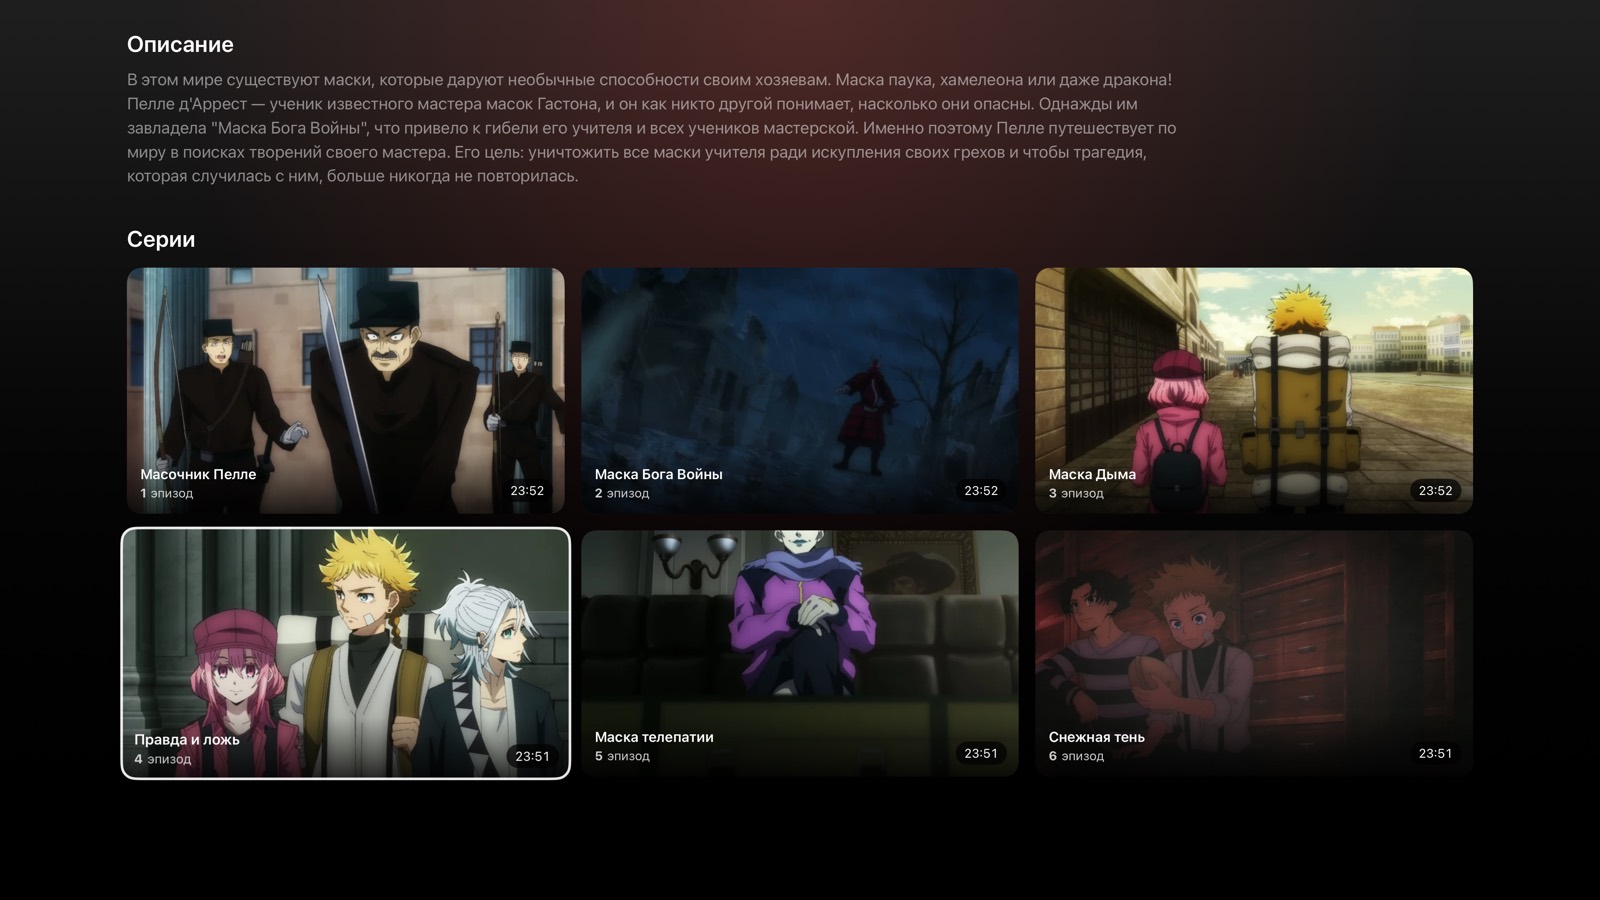 Описание
В этом мире существуют маски, которые даруют необычные способности своим хозяевам. Маска паука, хамелеона или даже дракона!
Пелле д'Аррест — ученик известного мастера масок Гастона, и он как никто другой понимает, насколько они опасны. Однажды им
завладела "Маска Бога Войны", что привело к гибели его учителя и всех учеников мастерской. Именно поэтому Пелле путешествует по
миру в поисках творений своего мастера. Его цель: уничтожить все маски учителя ради искупления своих грехов и чтобы трагедия,
которая случилась с ним, больше никогда не повторилась.
Серии
Масочник Пелле
1 эпизод
23:52
Маска Бога Войны
2 эпизод
23:52
Маска Дыма
3 эпизод
23:52
Правда и ложь
4 эпизод
23:51
Маска телепатии
5 эпизод
23:51
Снежная тень
6 эпизод
23:51